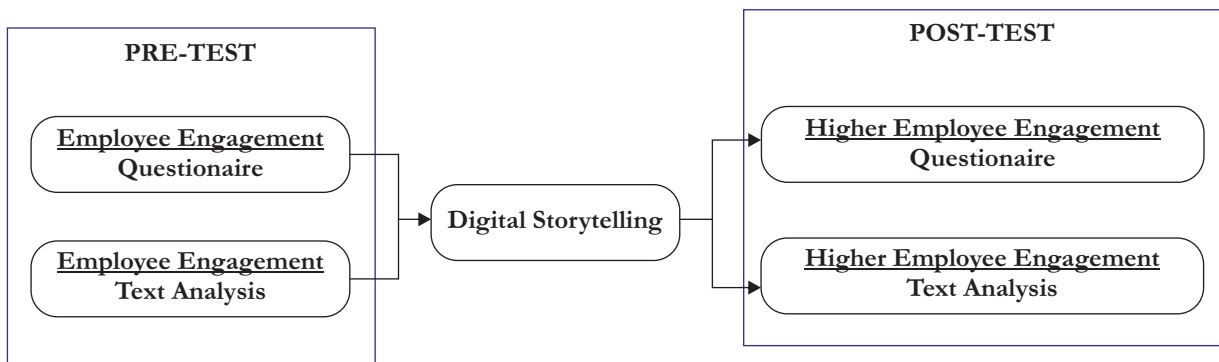 PRE-TEST
Employee Engagement
Questionaire
Employee Engagement
Text Analysis
Digital Storytelling
POST-TEST
Higher Employee Engagement
Questionaire
Higher Employee Engagement
Text Analysis